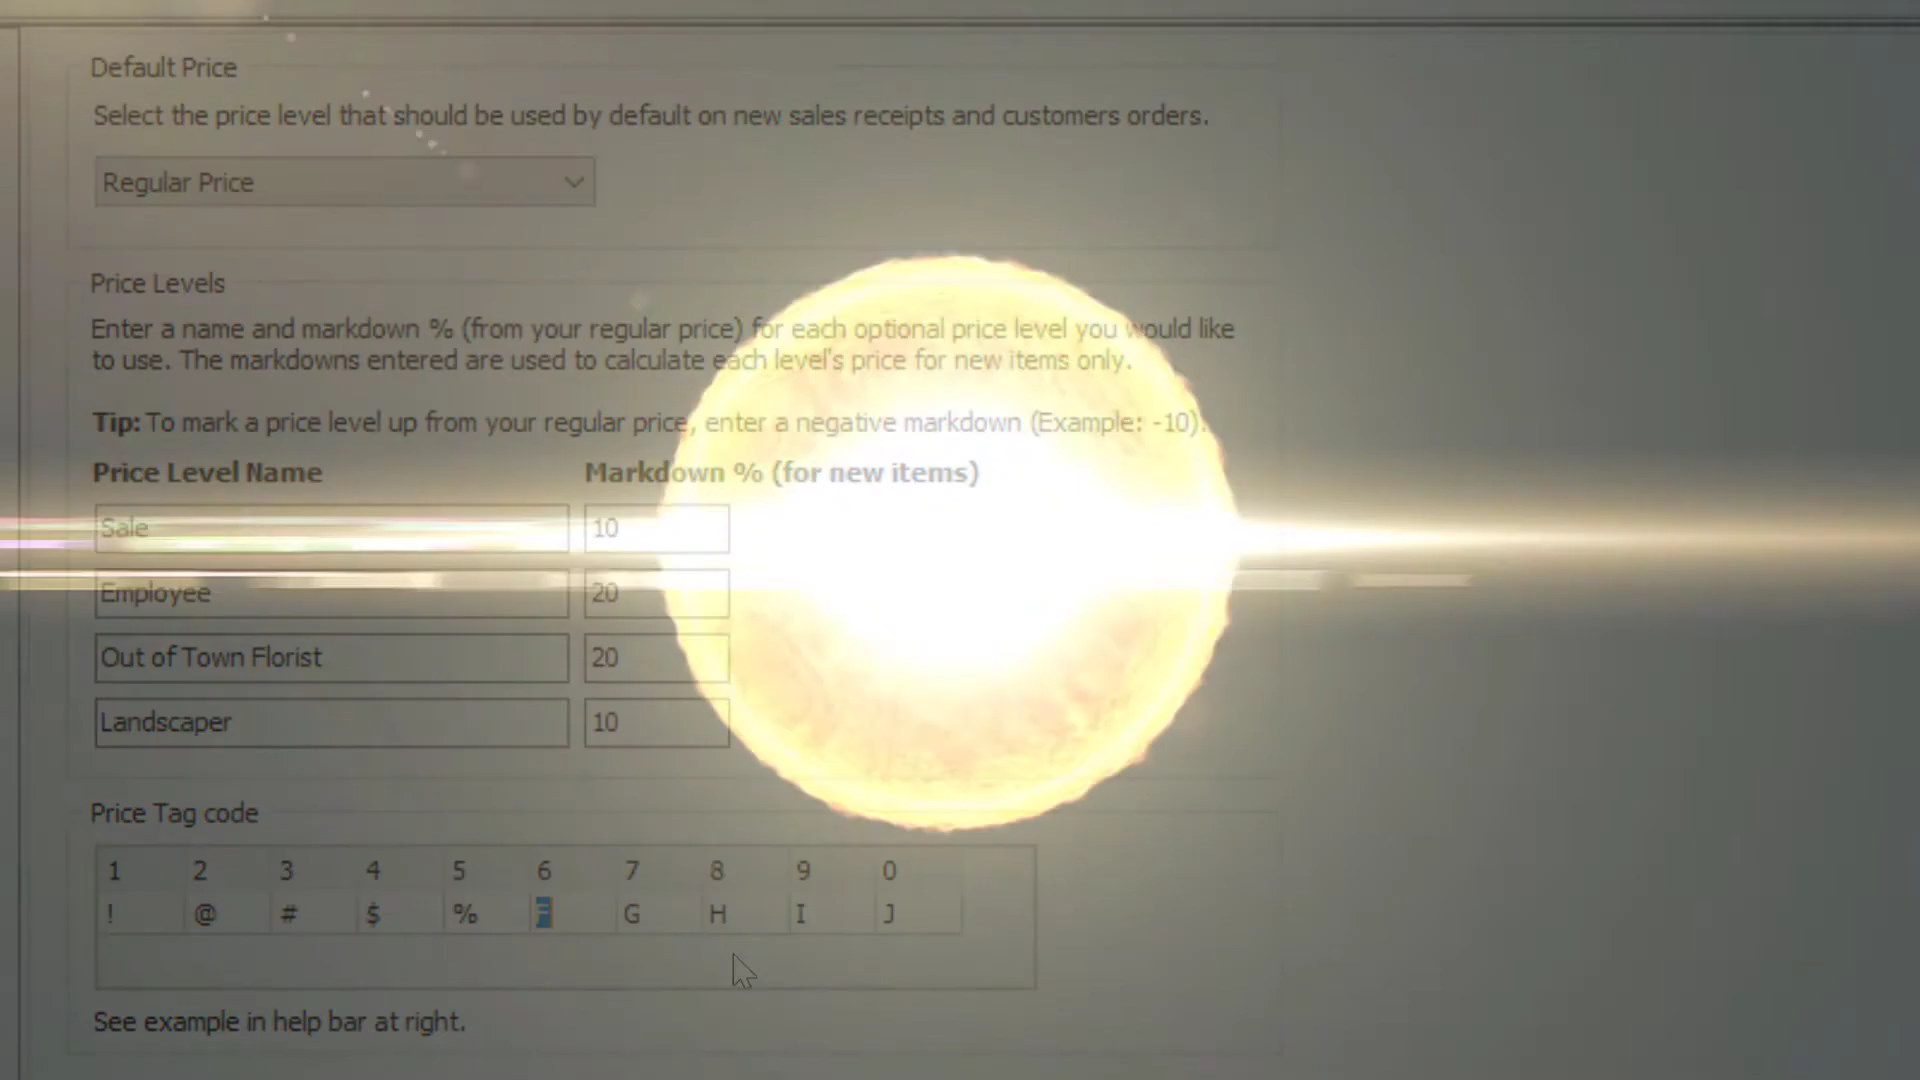 Default Price
Select the price level that should be used by default on new sales receipts and customers orders.
Regular Price
Price Levels
Enter a name and markdown % (from your regular price) for each optional price level you would like
to use. The markdowns entered are used to calculate each level's price for new items only.
Tip: To mark a price level up from your regular price, enter a negative markdown (Example: -10).
Price Level Name Markdown % (for new items)
Sale 10
Employee 20
Out of Town Florist 20
Landscaper 10
Price Tag code
1 2 3 4 5 6 7 8 9 0
! @ # $ % F G H I J
See example in help bar at right.